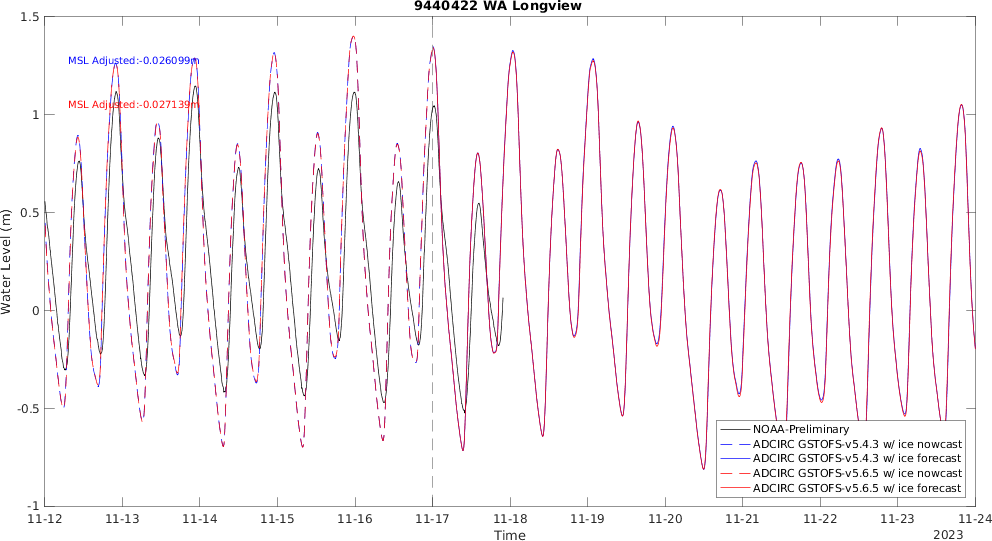 9440422 WA Longview
1.5
1
0.5
0
-0.5
-1
Water Level (m)
MSL Adjusted:-0.026099m
MSL Adjusted:-0.027139m
NOAA-Preliminary
ADCIRC GSTOFS-v5.4.3 w/ ice nowcast
ADCIRC GSTOFS-v5.4.3 w/ ice forecast
ADCIRC GSTOFS-v5.6.5 w/ ice nowcast
ADCIRC GSTOFS-v5.6.5 w/ ice forecast
11-12 11-13 11-14 11-15 11-16 11-17 11-18 11-19 11-20 11-21 11-22 11-23 11-24
Time
2023